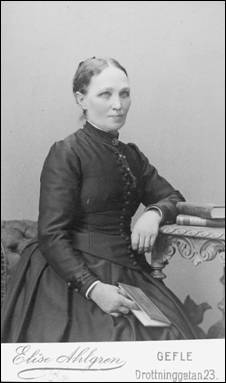 Elise Ahlgren
GEFLE
Drottninggatan 23.